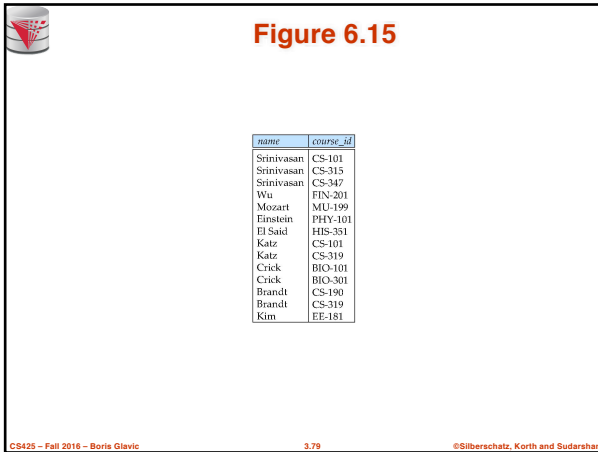 Figure 6.15
name course_id
Srinivasan CS-101
Srinivasan CS-315
Srinivasan CS-347
Wu FIN-201
Mozart MU-199
Einstein PHY-101
El Said HIS-351
Katz CS-101
Katz CS-319
Crick BIO-101
Crick BIO-301
Brandt CS-190
Brandt CS-319
Kim EE-181
CS425 – Fall 2016 – Boris Glavic 3.79 ©Silberschatz, Korth and Sudarshan